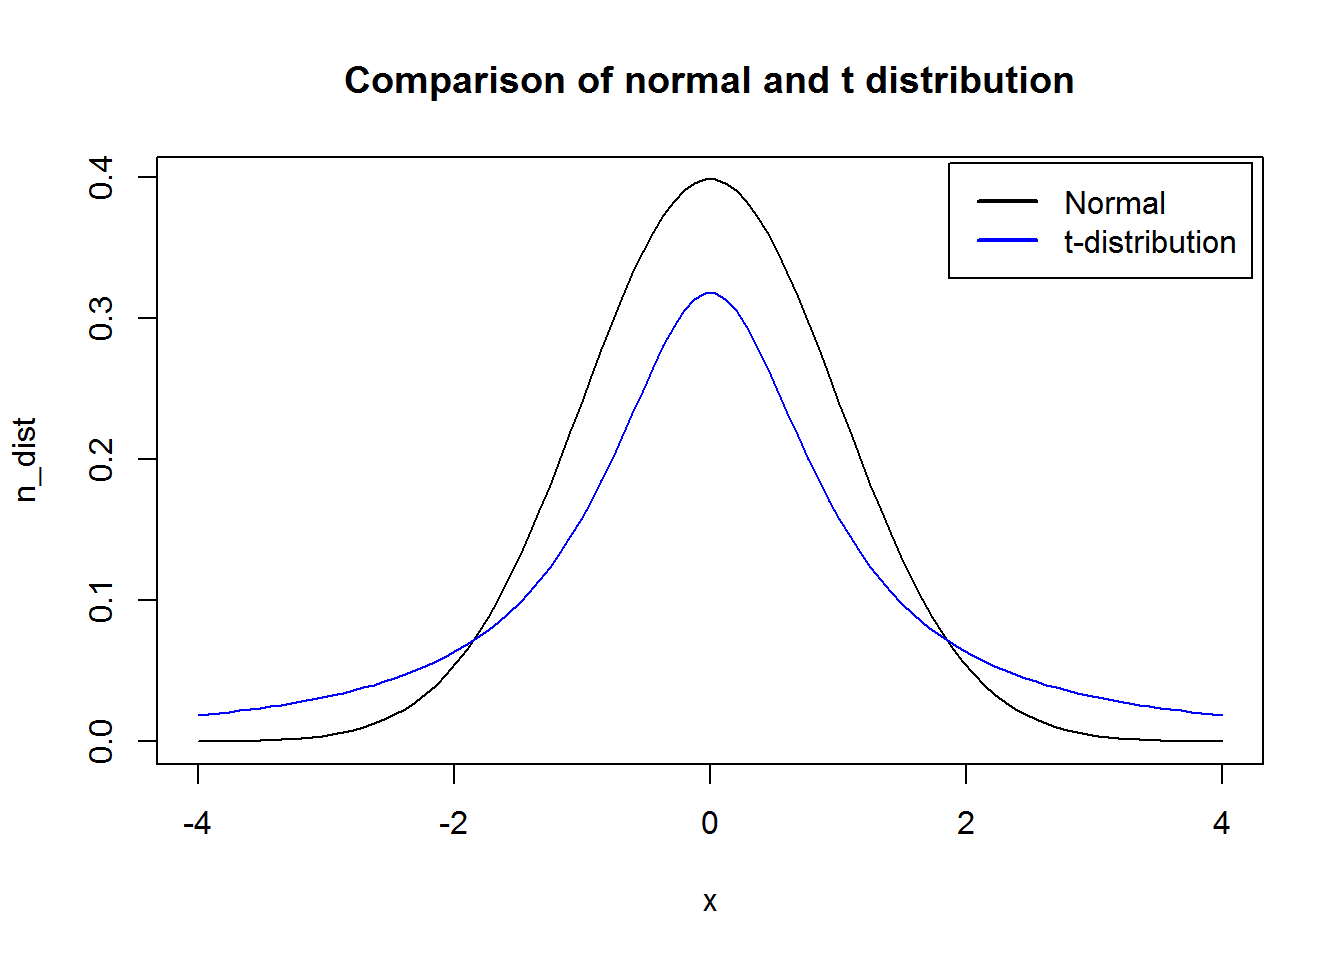 Comparison of normal and t distribution
Normal
t-distribution
n_dist
0.4
0.3
0.2
0.1
0.0
-4
-2
0
2
4
x